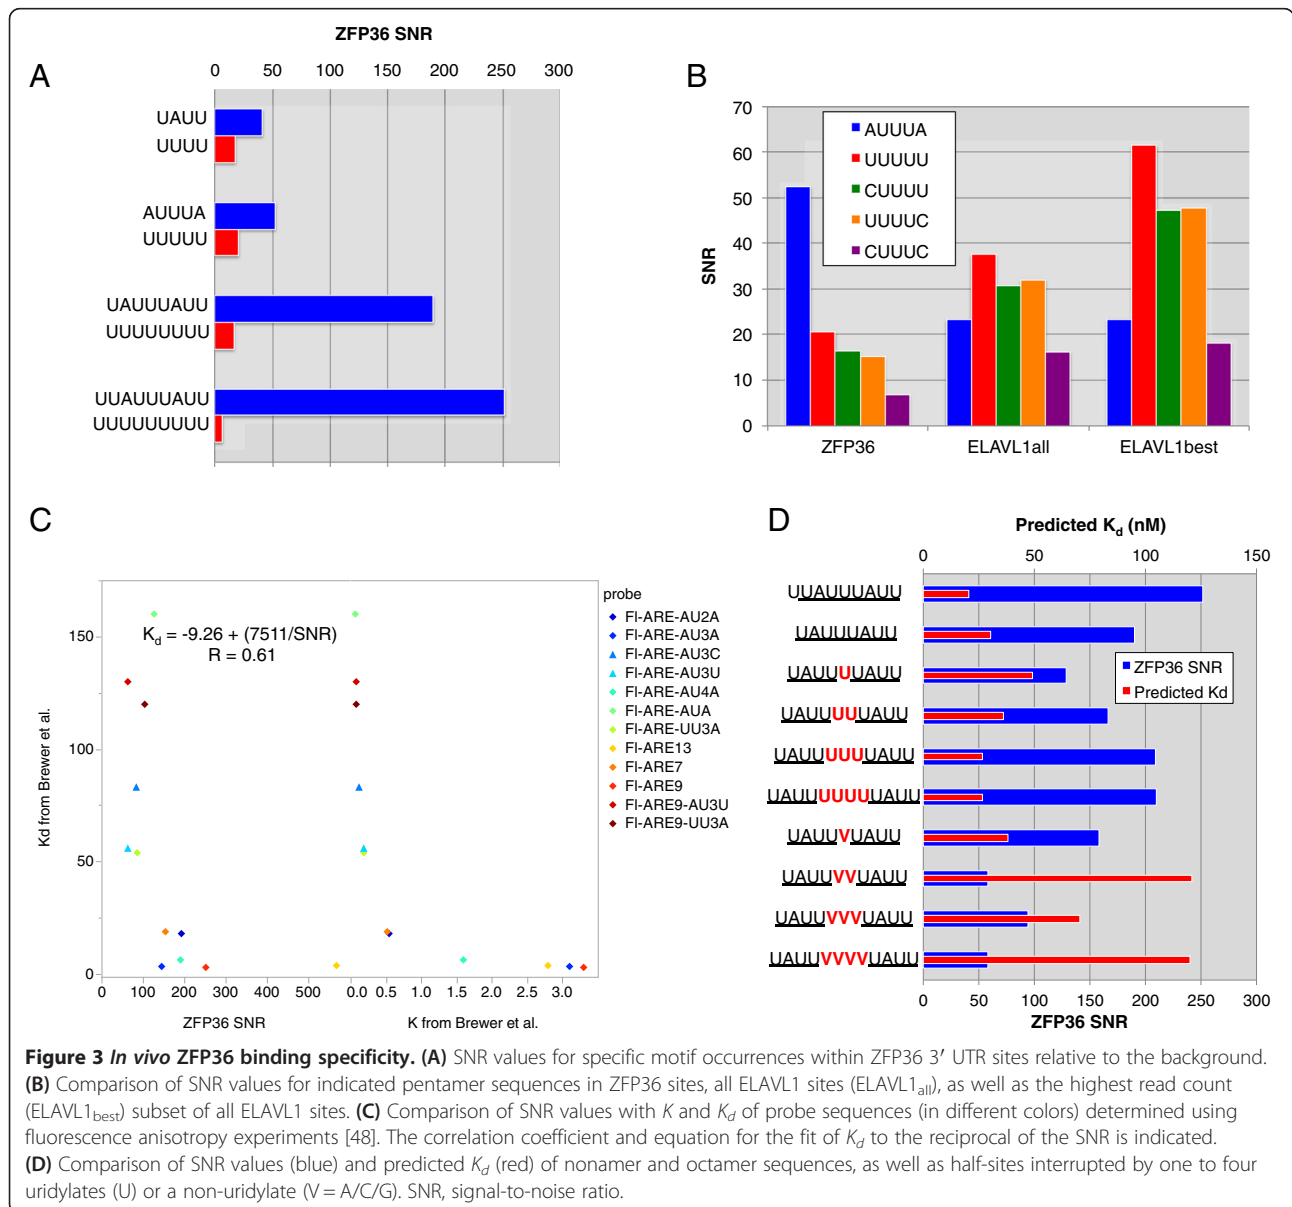 A
ZFP36 SNR
0 50 100 150 200 250 300
UAUU
UUUU
AUUUA
UUUUU
UAUUUAUU
UUUUUUUU
UUAUUUAUU
UUUUUUUUU
B
SNR
70
60
50
40
30
20
10
0
AUUUA
UUUUU
CUUUU
UUUUC
CUUUC
ZFP36 ELAVL1all ELAVL1best
C
Kd from Brewer et al.
150
100
50
0
Kd = -9.26 + (7511/SNR)
R = 0.61
0 100 200 300 400 500
0.0 0.5 1.0 1.5 2.0 2.5 3.0
ZFP36 SNR
K from Brewer et al.
probe
Fl-ARE-AU2A
Fl-ARE-AU3A
Fl-ARE-AU3C
Fl-ARE-AU3U
Fl-ARE-AU4A
Fl-ARE-AUA
Fl-ARE-UU3A
Fl-ARE13
Fl-ARE7
Fl-ARE9
Fl-ARE9-AU3U
Fl-ARE9-UU3A
D
Predicted Kd (nM)
0 50 100 150
UUAUUUAUU
UAUUUAUU
UAUUUUAUU
UAUUUUUAUU
UAUUUUUUAUU
UAUUUUUUUAUU
UAUUVUAUU
UAUUVVUAUU
UAUUVVVUAUU
UAUUVVVVUAUU
ZFP36 SNR
Predicted Kd
0 50 100 150 200 250 300
ZFP36 SNR
Figure 3 In vivo ZFP36 binding specificity. (A) SNR values for specific motif occurrences within ZFP36 3′ UTR sites relative to the background.
(B) Comparison of SNR values for indicated pentamer sequences in ZFP36 sites, all ELAVL1 sites (ELAVL1all), as well as the highest read count
(ELAVL1best) subset of all ELAVL1 sites. (C) Comparison of SNR values with K and Kd of probe sequences (in different colors) determined using
fluorescence anisotropy experiments [48]. The correlation coefficient and equation for the fit of Kd to the reciprocal of the SNR is indicated.
(D) Comparison of SNR values (blue) and predicted Kd (red) of nonamer and octamer sequences, as well as half-sites interrupted by one to four
uridylates (U) or a non-uridylate (V = A/C/G). SNR, signal-to-noise ratio.